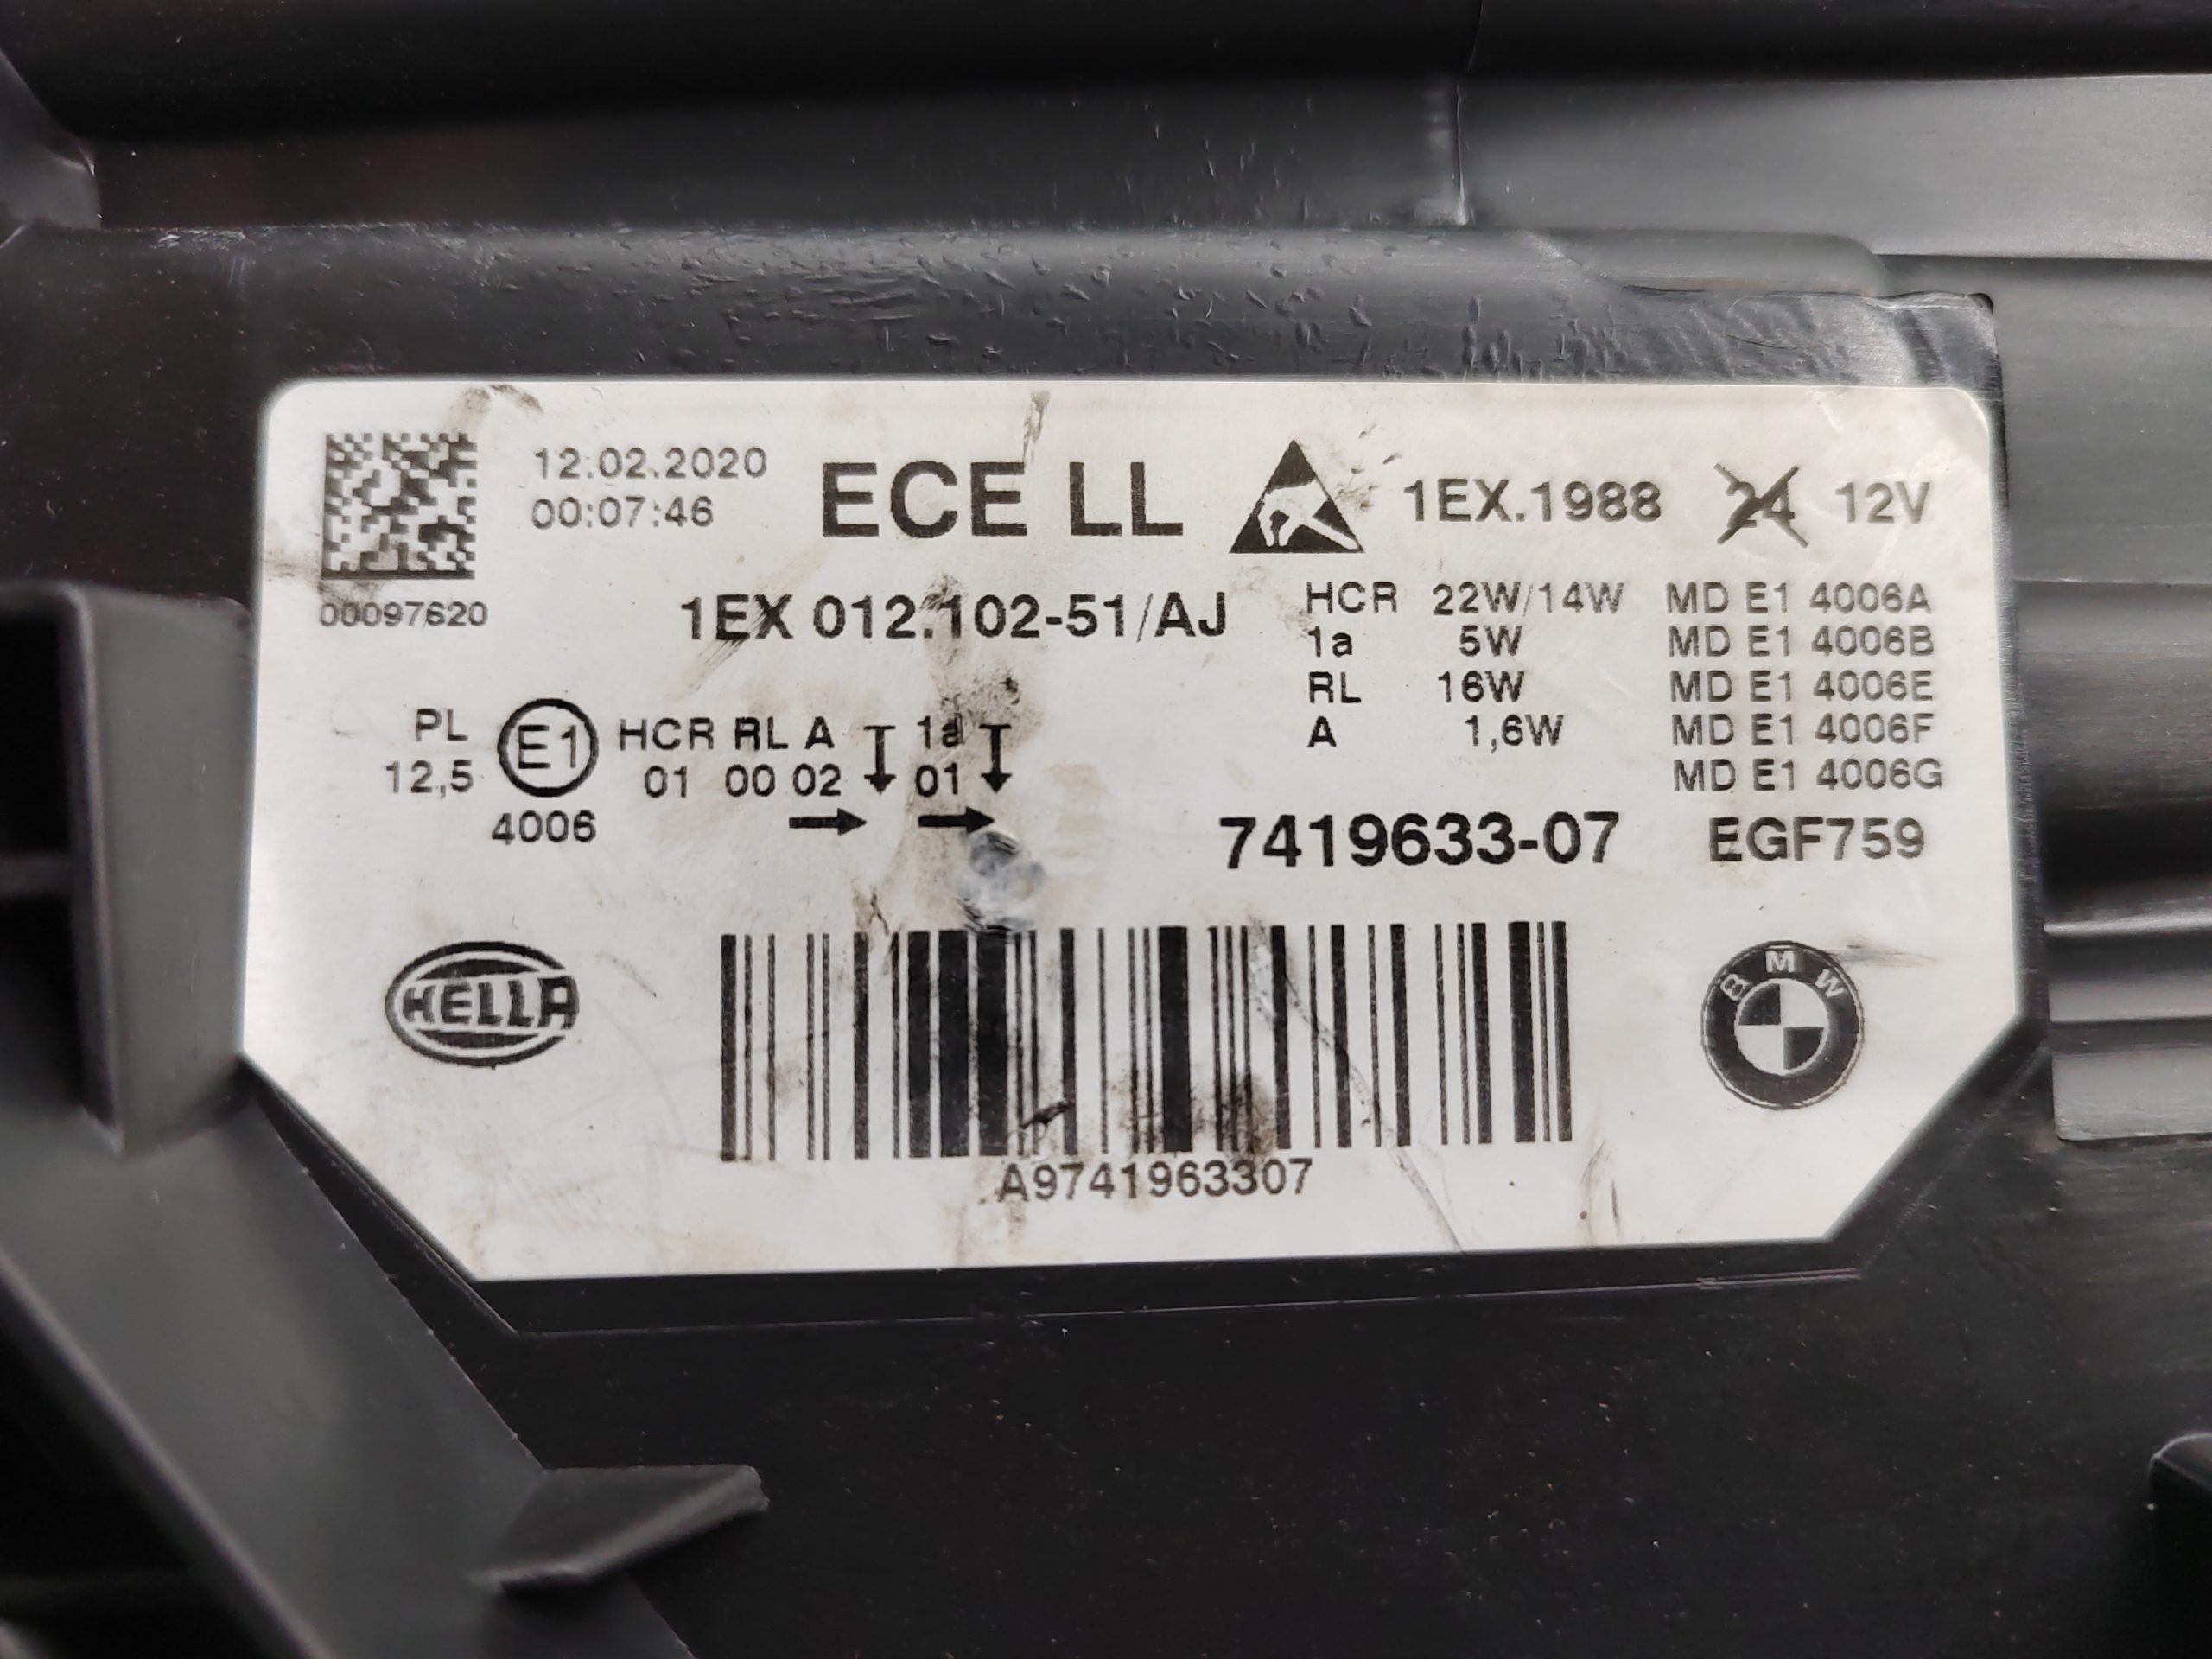 12.02.2020
00:07:46
ECE LL
1EX.1988
24 12V
00097620
1EX 012.102-51/AJ
HCR 22W/14W MD E1 4006A
1a 5W MD E1 4006B
RL 16W MD E1 4006E
A 1,6W MD E1 4006F
MD E1 4006G
PL
12,5
E1
4006
HCR RL A 1a
01 00 02 01
7419633-07
EGF759
HELLA
BMW
A9741963307